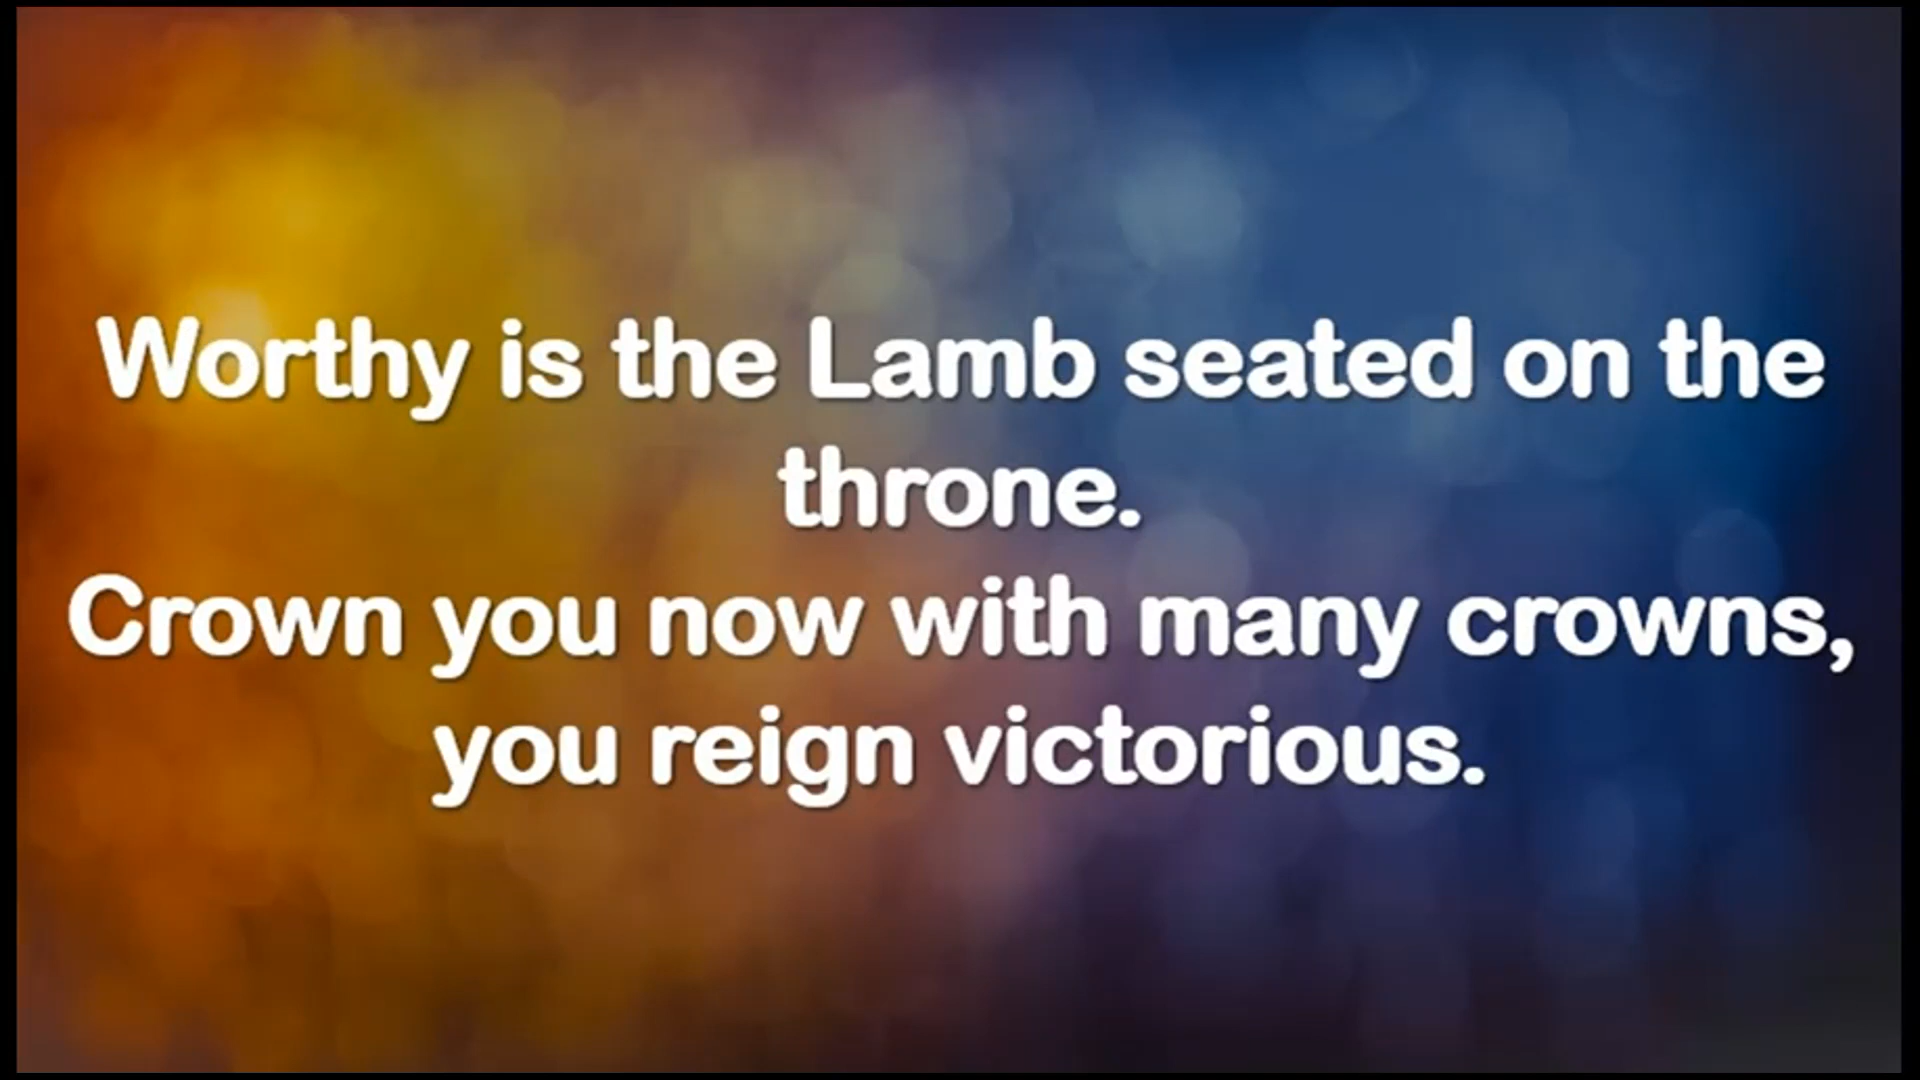 Worthy is the Lamb seated on the
throne.
Crown you now with many crowns,
you reign victorious.